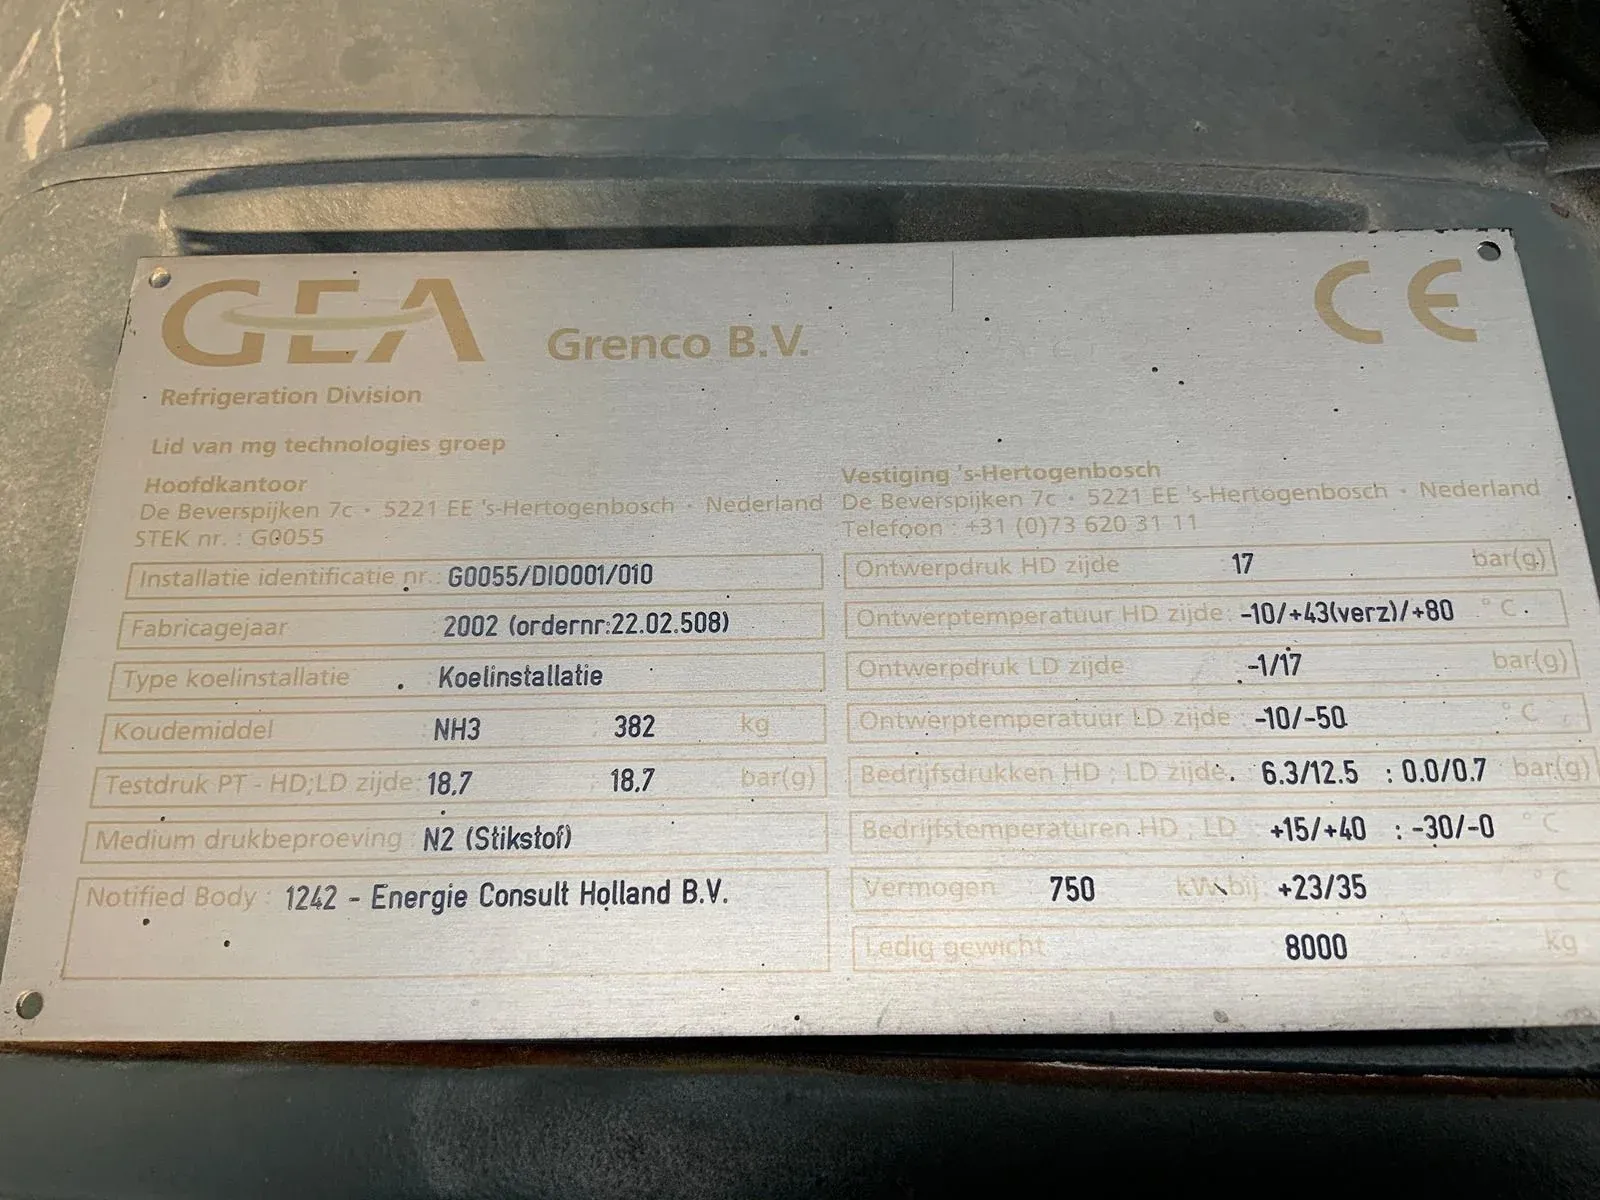 GEA
Grenco B.V.
CE
Refrigeration Division
Lid van mg technologies groep
Hoofdkantoor
De Beverspijken 7c · 5221 EE 's-Hertogenbosch · Nederland
STEK nr. : G0055
Vestiging 's-Hertogenbosch
De Beverspijken 7c · 5221 EE 's-Hertogenbosch · Nederland
Telefoon : +31 (0)73 620 31 11
Installatie identificatie nr.: G0055/DI0001/010
Fabricagejaar 2002 (ordernr:22.02.508)
Type koelinstallatie Koelinstallatie
Koudemiddel NH3 382 kg
Testdruk PT - HD;LD zijde: 18,7 18,7 bar(g)
Medium drukbeproeving : N2 (Stikstof)
Notified Body : 1242 - Energie Consult Holland B.V.
Ontwerpdruk HD zijde 17 bar(g)
Ontwerptemperatuur HD zijde: -10/+43(verz)/+80 °C
Ontwerpdruk LD zijde -1/17 bar(g)
Ontwerptemperatuur LD zijde : -10/-50 °C
Bedrijfsdrukken HD ; LD zijde: 6.3/12.5 : 0.0/0.7 bar(g)
Bedrijfstemperaturen HD ; LD +15/+40 : -30/-0 °C
Vermogen 750 kW bij +23/35 °C
Ledig gewicht 8000 kg